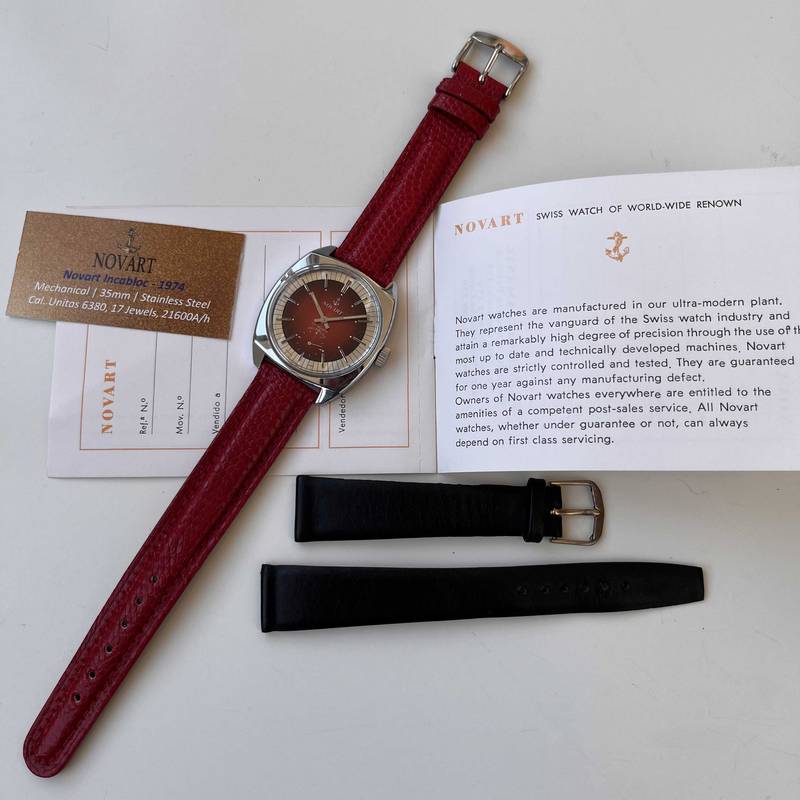 NOVART
Novart Incabloc - 1974
Mechanical | 35mm | Stainless Steel
Cal. Unitas 6380, 17 Jewels, 21600A/h
NOVART
Ref.ª N.º
Mov. N.º
Vendido a
Vendedor
NOVART
NOVART SWISS WATCH OF WORLD-WIDE RENOWN
Novart watches are manufactured in our ultra-modern plant.
They represent the vanguard of the Swiss watch industry and
attain a remarkably high degree of precision through the use of
most up to date and technically developed machines. Novart
watches are strictly controlled and tested. They are guaranteed
for one year against any manufacturing defect.
Owners of Novart watches everywhere are entitled to the
amenities of a competent post-sales service. All Novart
watches, whether under guarantee or not, can always
depend on first class servicing.